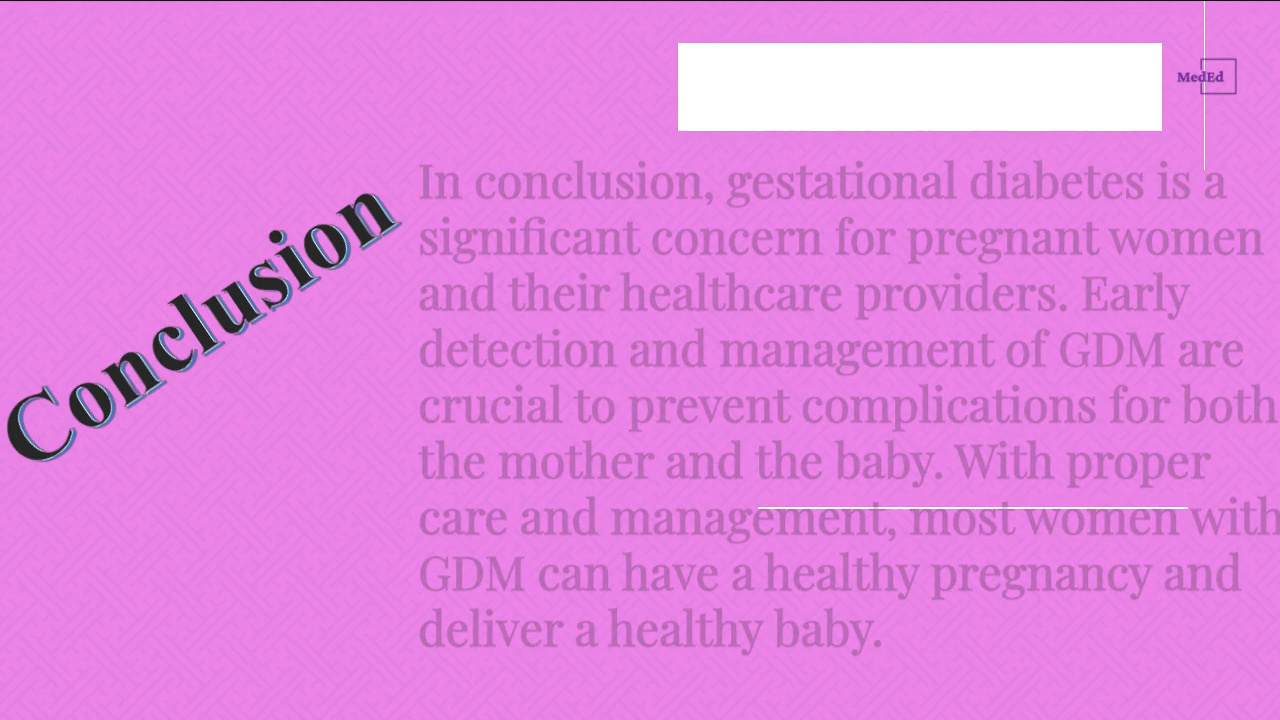 MedEd
Conclusion
In conclusion, gestational diabetes is a
significant concern for pregnant women
and their healthcare providers. Early
detection and management of GDM are
crucial to prevent complications for both
the mother and the baby. With proper
care and management, most women with
GDM can have a healthy pregnancy and
deliver a healthy baby.